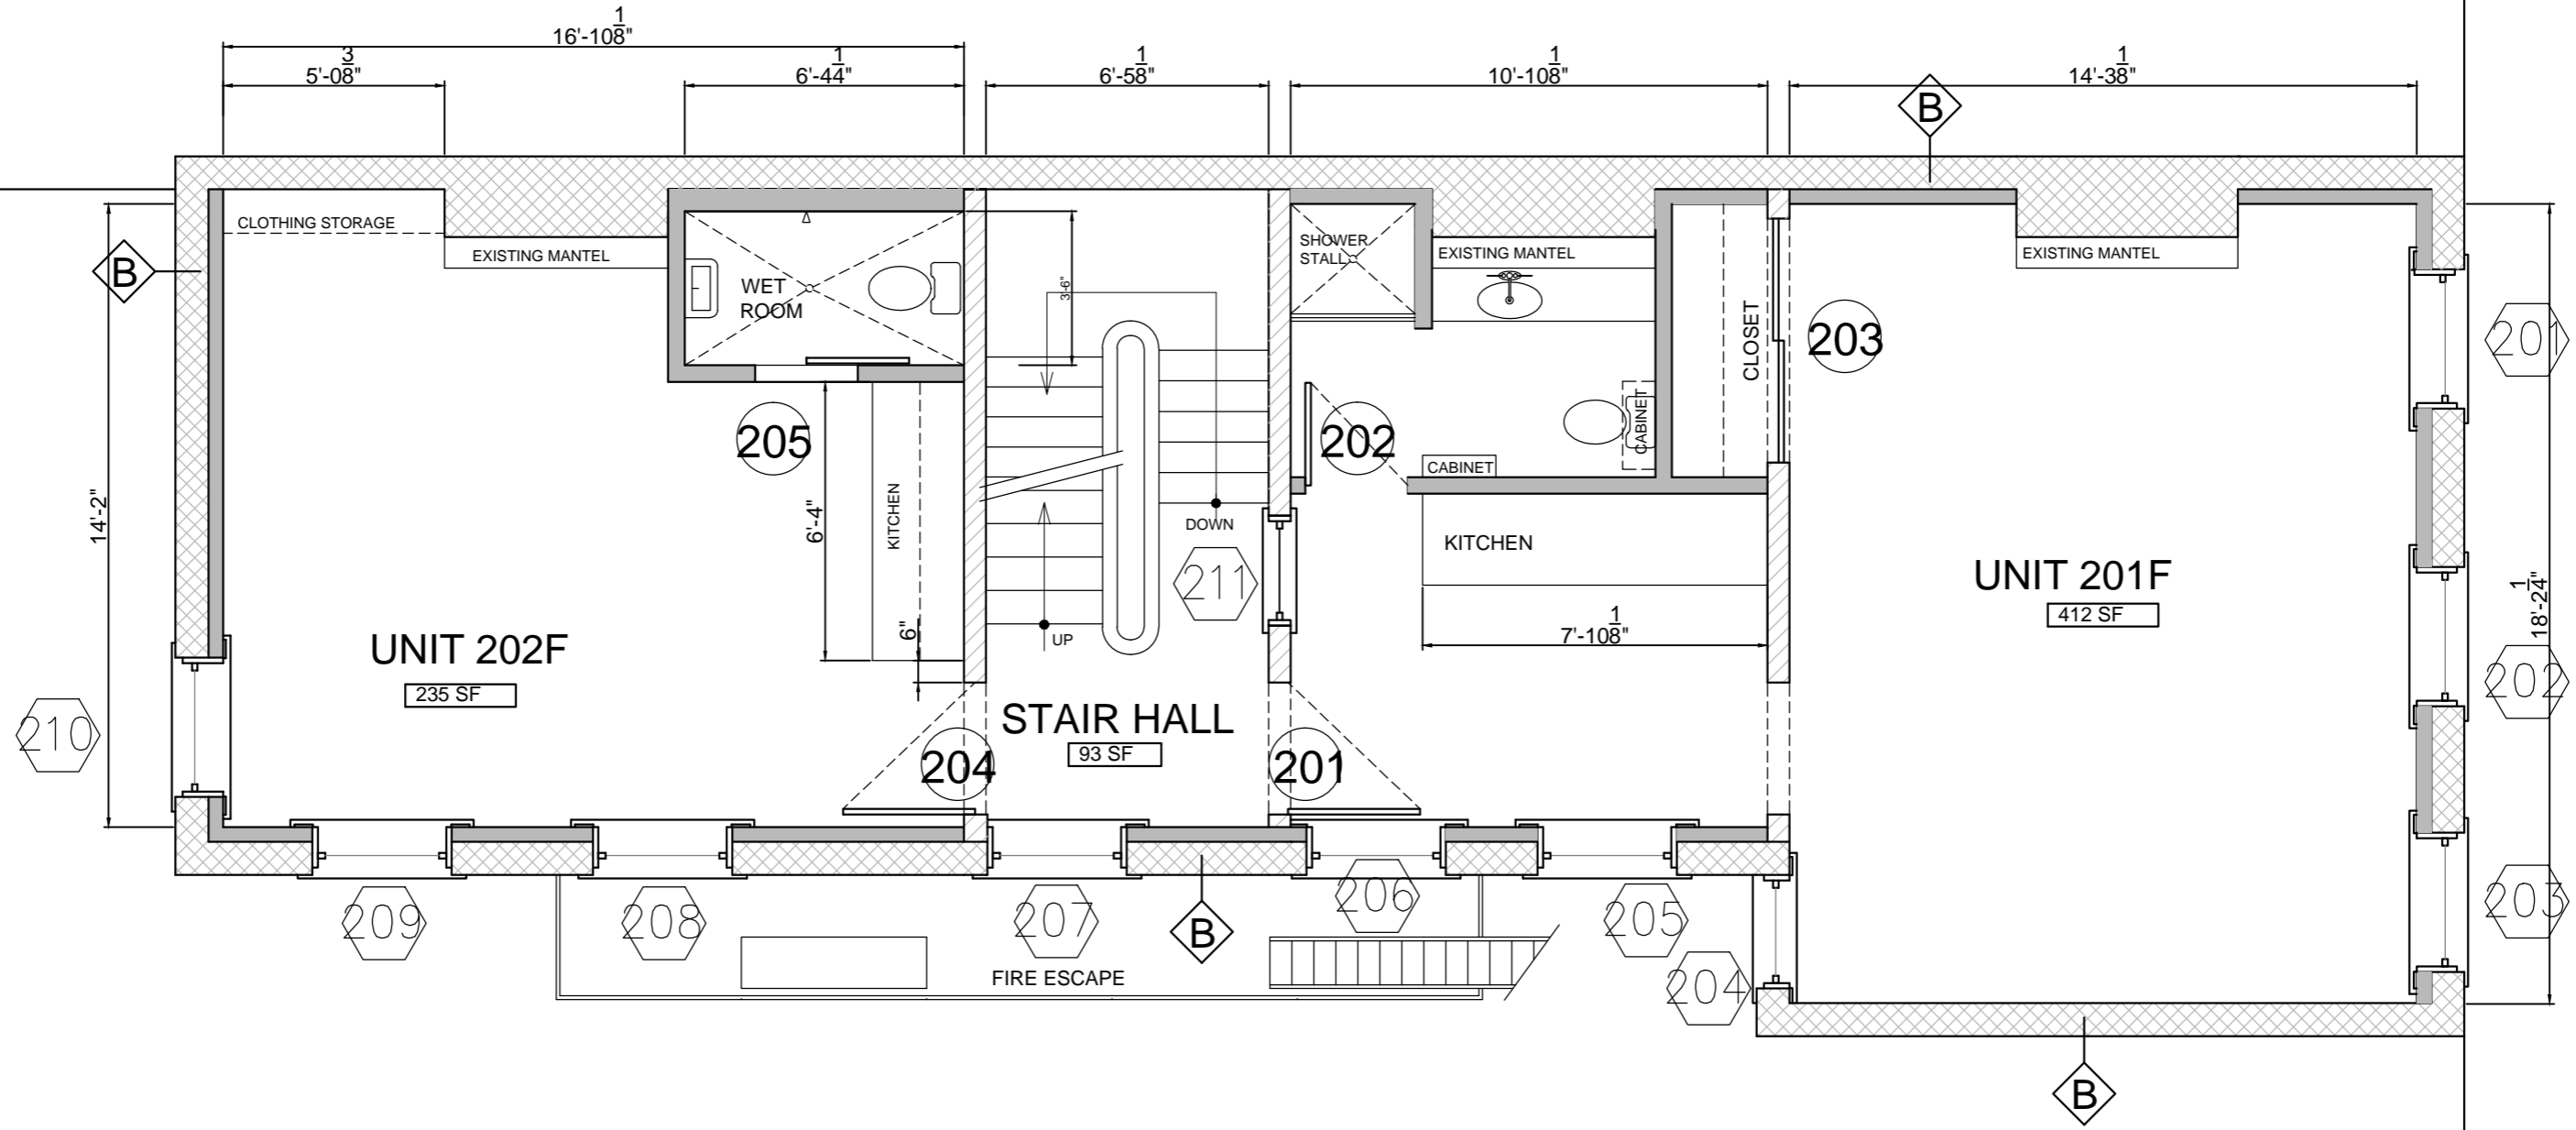 16'-10 1/8"
5'-0 3/8"
6'-4 1/4"
6'-5 1/8"
10'-10 1/8"
14'-3 1/8"
B
CLOTHING STORAGE
EXISTING MANTEL
B
WET
ROOM
3'-6"
SHOWER
STALL
EXISTING MANTEL
CLOSET
203
EXISTING MANTEL
201
205
202
CABINET
CABINET
14'-2"
6'-4"
KITCHEN
DOWN
KITCHEN
211
UNIT 201F
412 SF
18'-2 1/4"
7'-10 1/8"
6"
UP
UNIT 202F
235 SF
202
210
STAIR HALL
93 SF
204
201
209
208
207
B
206
205
203
204
FIRE ESCAPE
B